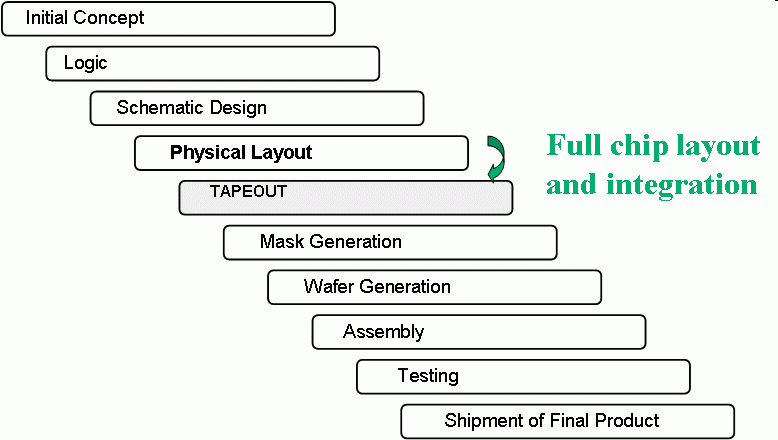 Initial Concept
Logic
Schematic Design
Physical Layout
Full chip layout
and integration
TAPEOUT
Mask Generation
Wafer Generation
Assembly
Testing
Shipment of Final Product